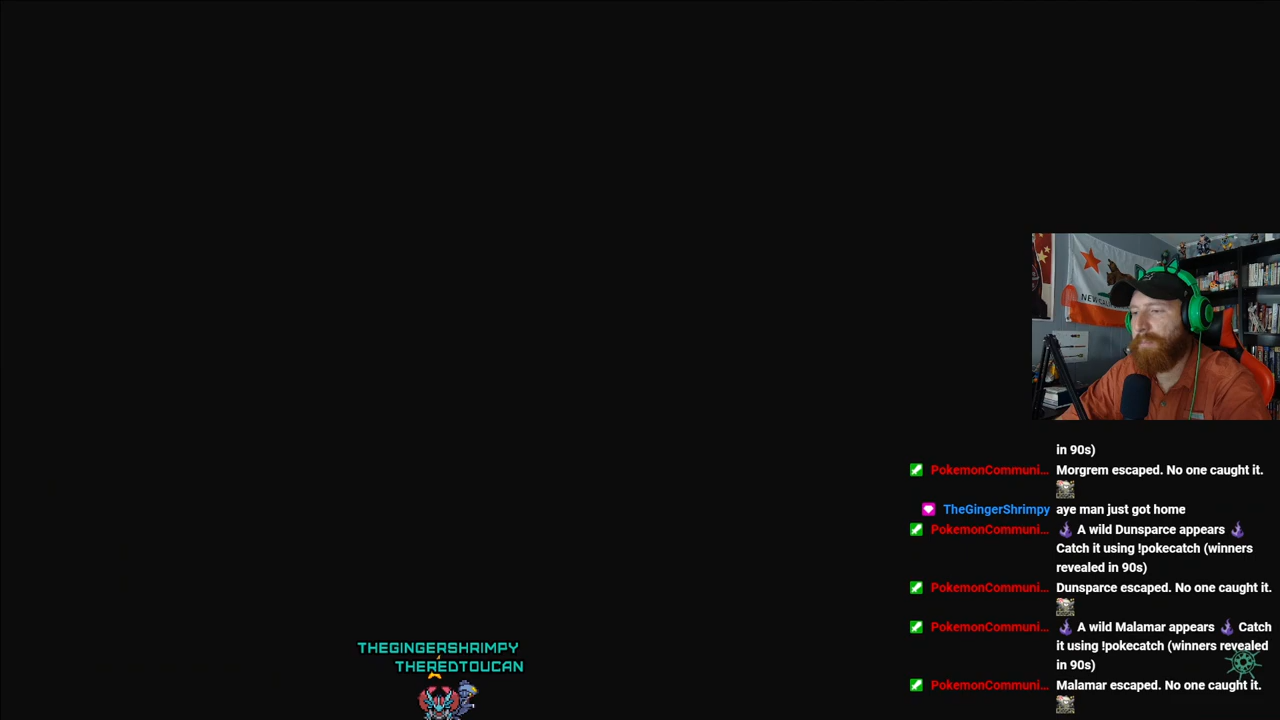 NEW CAL
in 90s)
PokemonCommuni... Morgrem escaped. No one caught it.
TheGingerShrimpy aye man just got home
PokemonCommuni... A wild Dunsparce appears
Catch it using !pokecatch (winners
revealed in 90s)
PokemonCommuni... Dunsparce escaped. No one caught it.
PokemonCommuni... A wild Malamar appears Catch
it using !pokecatch (winners revealed
in 90s)
PokemonCommuni... Malamar escaped. No one caught it.
THEGINGERSHRIMPY
THEREDTOUCAN